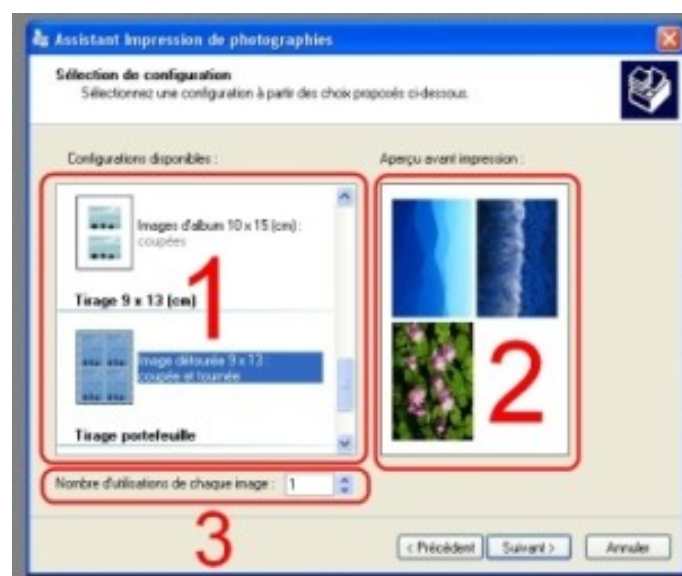 Assistant Impression de photographies
Sélection de configuration
Sélectionnez une configuration à partir des choix proposés ci-dessous.
Configurations disponibles :
Aperçu avant impression :
Images d'album 10 x 15 (cm) :
coupées
1
Tirage 9 x 13 (cm)
Image détourée 9 x 13 :
coupée et tournée
2
Tirage portefeuille
Nombre d'utilisations de chaque image : 1
3
< Précédent
Suivant >
Annuler